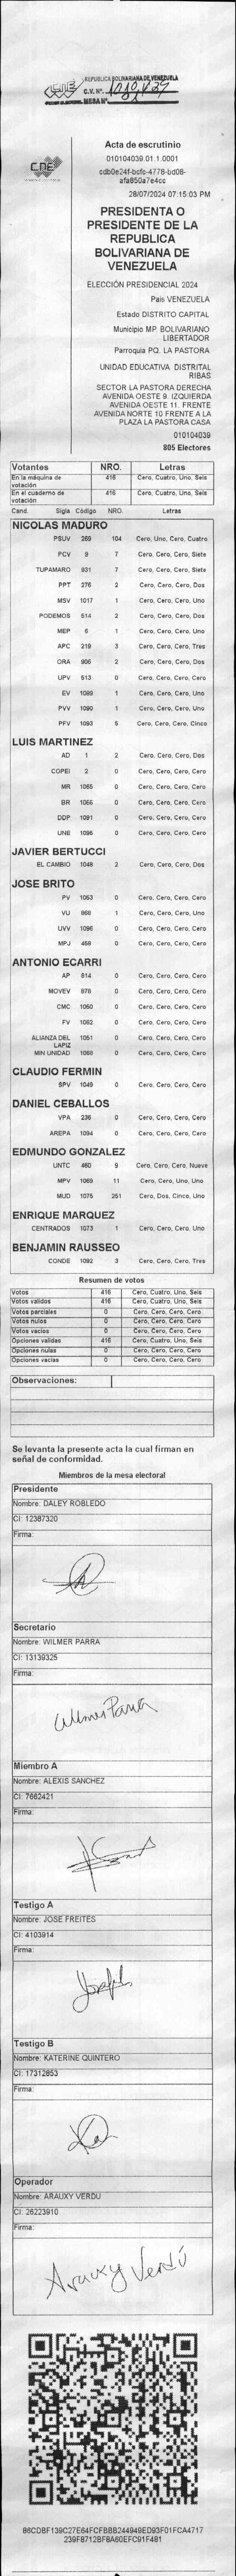 CNE
REPUBLICA BOLIVARIANA DE VENEZUELA
C.V. Nº
MESA Nº
CNE
Acta de escrutinio
010104039.01.1.0001
cdb0e24f-bcfc-4778-bd08-
afa850a7e4cc
28/07/2024 07:15:03 PM
PRESIDENTA O
PRESIDENTE DE LA
REPUBLICA
BOLIVARIANA DE
VENEZUELA
ELECCIÓN PRESIDENCIAL 2024
Pais VENEZUELA
Estado DISTRITO CAPITAL
Municipio MP. BOLIVARIANO
LIBERTADOR
Parroquia PQ. LA PASTORA
UNIDAD EDUCATIVA DISTRITAL
RIBAS
SECTOR LA PASTORA DERECHA
AVENIDA OESTE 9. IZQUIERDA
AVENIDA OESTE 11. FRENTE
AVENIDA NORTE 10 FRENTE A LA
PLAZA LA PASTORA CASA
010104039
805 Electores
Votantes NRO. Letras
En la máquina de votación 416 Cero, Cuatro, Uno, Seis
En el cuaderno de votación 416 Cero, Cuatro, Uno, Seis
Cand. Sigla Código NRO. Letras
NICOLAS MADURO
PSUV 269 104 Cero, Uno, Cero, Cuatro
PCV 9 7 Cero, Cero, Cero, Siete
TUPAMARO 931 7 Cero, Cero, Cero, Siete
PPT 276 2 Cero, Cero, Cero, Dos
MSV 1017 1 Cero, Cero, Cero, Uno
PODEMOS 514 2 Cero, Cero, Cero, Dos
MEP 6 1 Cero, Cero, Cero, Uno
APC 219 3 Cero, Cero, Cero, Tres
ORA 906 2 Cero, Cero, Cero, Dos
UPV 513 0 Cero, Cero, Cero, Cero
EV 1089 1 Cero, Cero, Cero, Uno
PVV 1090 1 Cero, Cero, Cero, Uno
PFV 1093 5 Cero, Cero, Cero, Cinco
LUIS MARTINEZ
AD 1 2 Cero, Cero, Cero, Dos
COPEI 2 0 Cero, Cero, Cero, Cero
MR 1065 0 Cero, Cero, Cero, Cero
BR 1066 0 Cero, Cero, Cero, Cero
DDP 1091 0 Cero, Cero, Cero, Cero
UNE 1095 0 Cero, Cero, Cero, Cero
JAVIER BERTUCCI
EL CAMBIO 1048 2 Cero, Cero, Cero, Dos
JOSE BRITO
PV 1053 0 Cero, Cero, Cero, Cero
VU 868 1 Cero, Cero, Cero, Uno
UVV 1096 0 Cero, Cero, Cero, Cero
MPJ 458 0 Cero, Cero, Cero, Cero
ANTONIO ECARRI
AP 814 0 Cero, Cero, Cero, Cero
MOVEV 878 0 Cero, Cero, Cero, Cero
CMC 1050 0 Cero, Cero, Cero, Cero
FV 1062 0 Cero, Cero, Cero, Cero
ALIANZA DEL LAPIZ 1051 0 Cero, Cero, Cero, Cero
MIN UNIDAD 1068 0 Cero, Cero, Cero, Cero
CLAUDIO FERMIN
SPV 1049 0 Cero, Cero, Cero, Cero
DANIEL CEBALLOS
VPA 236 0 Cero, Cero, Cero, Cero
AREPA 1094 0 Cero, Cero, Cero, Cero
EDMUNDO GONZALEZ
UNTC 460 9 Cero, Cero, Cero, Nueve
MPV 1069 11 Cero, Cero, Uno, Uno
MUD 1075 251 Cero, Dos, Cinco, Uno
ENRIQUE MARQUEZ
CENTRADOS 1073 1 Cero, Cero, Cero, Uno
BENJAMIN RAUSSEO
CONDE 1092 3 Cero, Cero, Cero, Tres
Resumen de votos
Votos 416 Cero, Cuatro, Uno, Seis
Votos válidos 416 Cero, Cuatro, Uno, Seis
Votos parciales 0 Cero, Cero, Cero, Cero
Votos nulos 0 Cero, Cero, Cero, Cero
Votos vacios 0 Cero, Cero, Cero, Cero
Opciones validas 416 Cero, Cuatro, Uno, Seis
Opciones nulas 0 Cero, Cero, Cero, Cero
Opciones vacias 0 Cero, Cero, Cero, Cero
Observaciones:
Se levanta la presente acta la cual firman en
señal de conformidad.
Miembros de la mesa electoral
Presidente
Nombre: DALEY ROBLEDO
CI: 12387320
Firma:
Secretario
Nombre: WILMER PARRA
CI: 13139325
Firma:
Wilmer Parra
Miembro A
Nombre: ALEXIS SANCHEZ
CI: 7662421
Firma:
Testigo A
Nombre: JOSE FREITES
CI: 4103914
Firma:
Testigo B
Nombre: KATERINE QUINTERO
CI: 17312853
Firma:
Operador
Nombre: ARAUXY VERDU
CI: 26223910
Firma:
Arauxy Verdú
86CDBF139C27E64FCFBBB244949ED93F01FCA4717
239F8712BF8A60EFC91F481